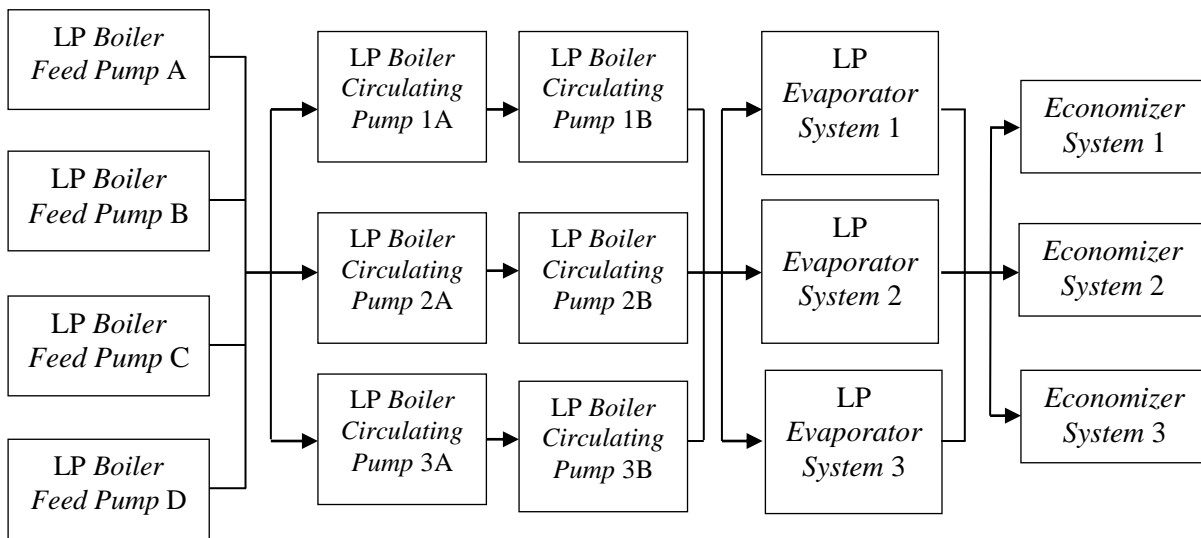 LP Boiler
Feed Pump A
LP Boiler
Feed Pump B
LP Boiler
Feed Pump C
LP Boiler
Feed Pump D
LP Boiler
Circulating
Pump 1A
LP Boiler
Circulating
Pump 1B
LP Boiler
Circulating
Pump 2A
LP Boiler
Circulating
Pump 2B
LP Boiler
Circulating
Pump 3A
LP Boiler
Circulating
Pump 3B
LP
Evaporator
System 1
LP
Evaporator
System 2
LP
Evaporator
System 3
Economizer
System 1
Economizer
System 2
Economizer
System 3